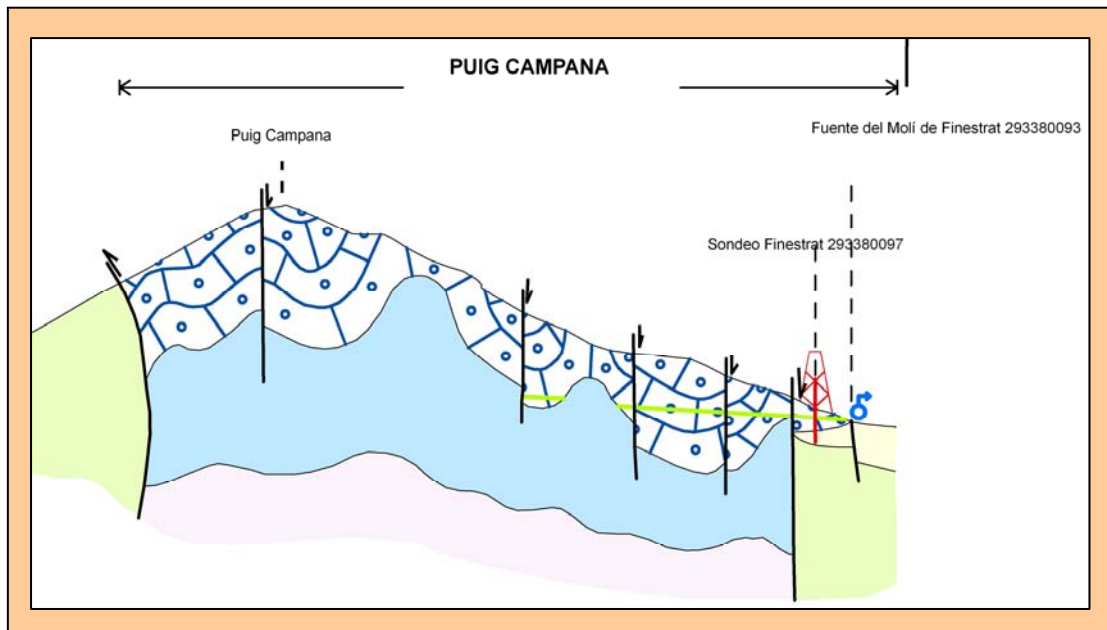 PUIG CAMPANA
Fuente del Molí de Finestrat 293380093
Puig Campana
Sondeo Finestrat 293380097